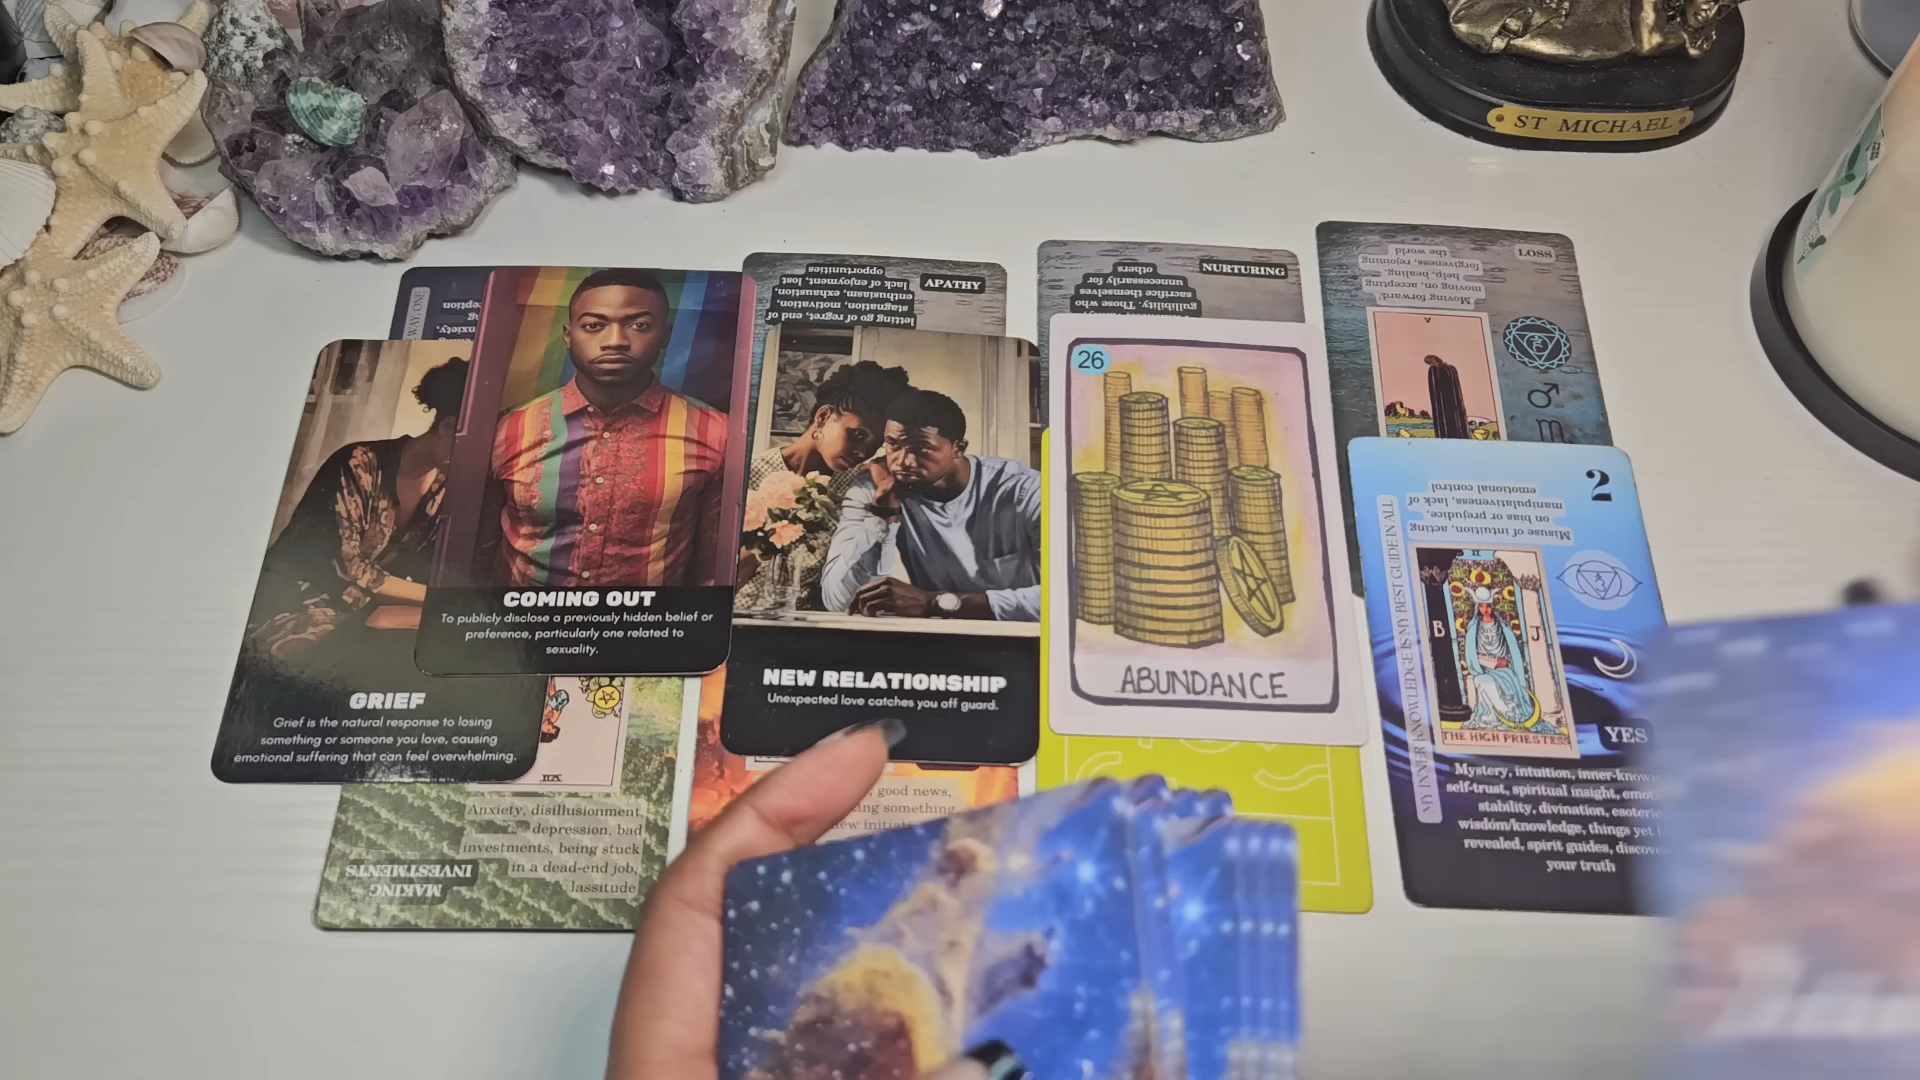 ST MICHAEL
WAY ONE
APATHY
letting go of regret, end of
stagnation, motivation,
enthusiasm, exhaustion,
lack of enjoyment, lost
opportunities
NURTURING
gullibility. Those who
sacrifice themselves
unnecessarily for
others
LOSS
Moving forward/
moving on, accepting
help, healing,
forgiveness, rejoining
the world
V
GRIEF
Grief is the natural response to losing
something or someone you love, causing
emotional suffering that can feel overwhelming.
COMING OUT
To publicly disclose a previously hidden belief or
preference, particularly one related to
sexuality.
NEW RELATIONSHIP
Unexpected love catches you off guard.
26
ABUNDANCE
2
MY INNER KNOWLEDGE IS MY BEST GUIDE IN ALL
Misuse of intuition, acting
on bias or prejudice,
manipulativeness, lack of
emotional control
II
B J
THE HIGH PRIESTESS
YES
Mystery, intuition, inner-know
self-trust, spiritual insight, emot
stability, divination, esoteric
wisdom/knowledge, things yet
revealed, spirit guides, discove
your truth
VII
Anxiety, disillusionment,
depression, bad
investments, being stuck
in a dead-end job,
lassitude
MAKING
INVESTMENTS
good news,
something
new initia